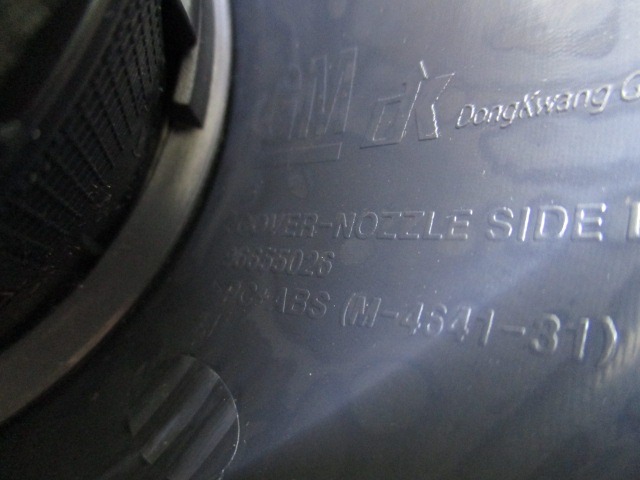 GM DK DongKwang G
COVER-NOZZLE SIDE
96655026
PC+ABS (M-4641-31)